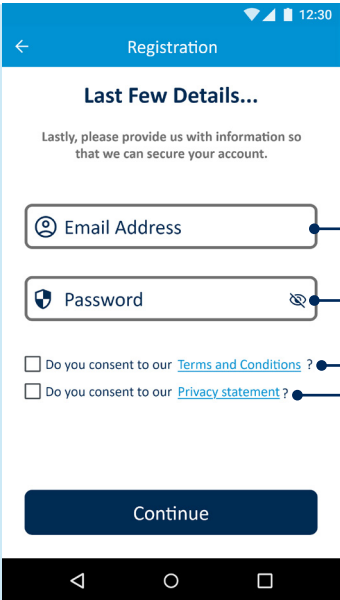 12:30
Registration
Last Few Details...
Lastly, please provide us with information so
that we can secure your account.
Email Address
Password
Do you consent to our Terms and Conditions ?
Do you consent to our Privacy statement ?
Continue